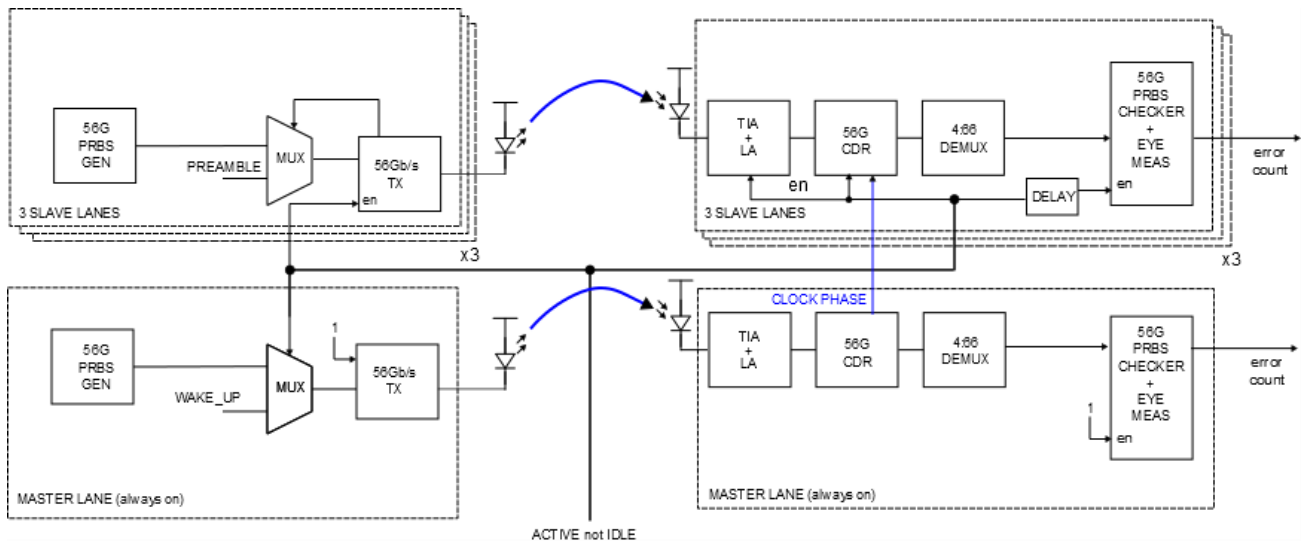 56G
PRBS
GEN
PREAMBLE
MUX
56Gb/s
TX
en
3 SLAVE LANES
x3
TIA
+
LA
56G
CDR
4:66
DEMUX
56G
PRBS
CHECKER
+
EYE
MEAS
en
en
DELAY
error
count
3 SLAVE LANES
x3
56G
PRBS
GEN
WAKE_UP
MUX
1
56Gb/s
TX
MASTER LANE (always on)
CLOCK PHASE
TIA
+
LA
56G
CDR
4:66
DEMUX
56G
PRBS
CHECKER
+
EYE
MEAS
1
en
error
count
MASTER LANE (always on)
ACTIVE not IDLE